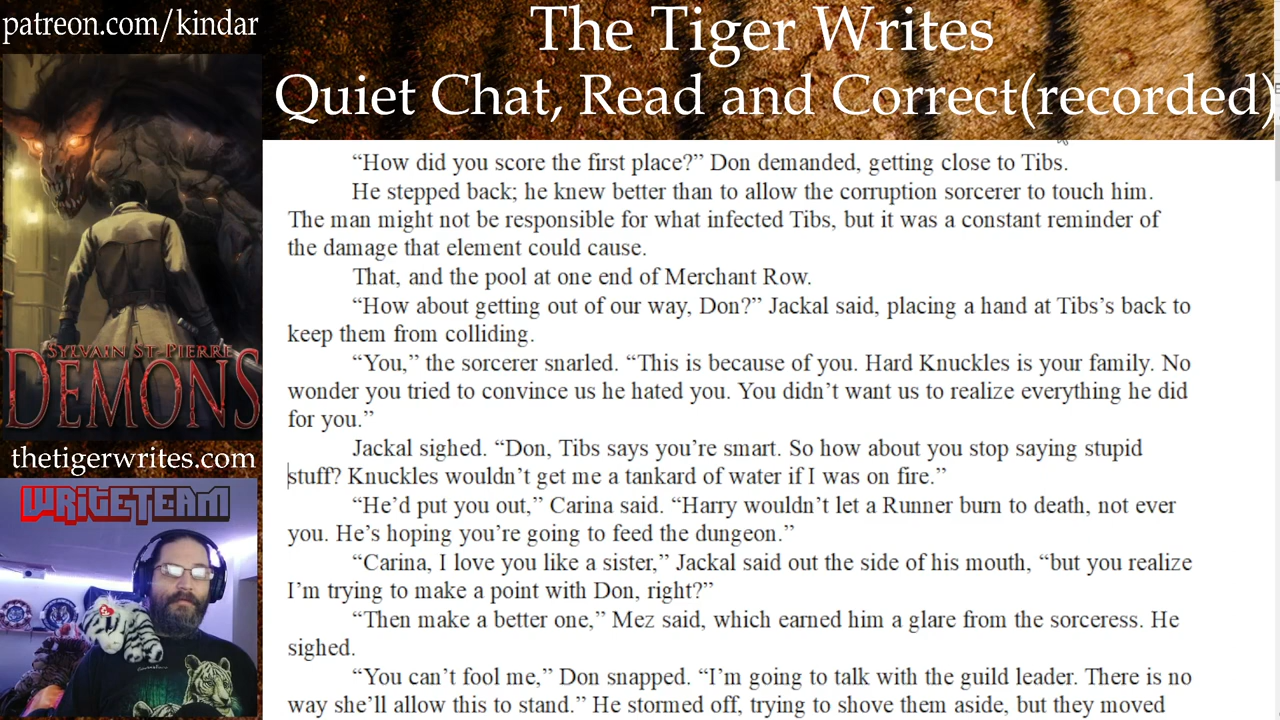 patreon.com/kindar
The Tiger Writes
Quiet Chat, Read and Correct(recorded)
SYLVAIN ST-PIERRE
DEMONS
thetigerwrites.com
WRITETEAM
“How did you score the first place?” Don demanded, getting close to Tibs.
He stepped back; he knew better than to allow the corruption sorcerer to touch him.
The man might not be responsible for what infected Tibs, but it was a constant reminder of
the damage that element could cause.
That, and the pool at one end of Merchant Row.
“How about getting out of our way, Don?” Jackal said, placing a hand at Tibs’s back to
keep them from colliding.
“You,” the sorcerer snarled. “This is because of you. Hard Knuckles is your family. No
wonder you tried to convince us he hated you. You didn’t want us to realize everything he did
for you.”
Jackal sighed. “Don, Tibs says you’re smart. So how about you stop saying stupid
stuff? Knuckles wouldn’t get me a tankard of water if I was on fire.”
“He’d put you out,” Carina said. “Harry wouldn’t let a Runner burn to death, not ever
you. He’s hoping you’re going to feed the dungeon.”
“Carina, I love you like a sister,” Jackal said out the side of his mouth, “but you realize
I’m trying to make a point with Don, right?”
“Then make a better one,” Mez said, which earned him a glare from the sorceress. He
sighed.
“You can’t fool me,” Don snapped. “I’m going to talk with the guild leader. There is no
way she’ll allow this to stand.” He stormed off, trying to shove them aside, but they moved